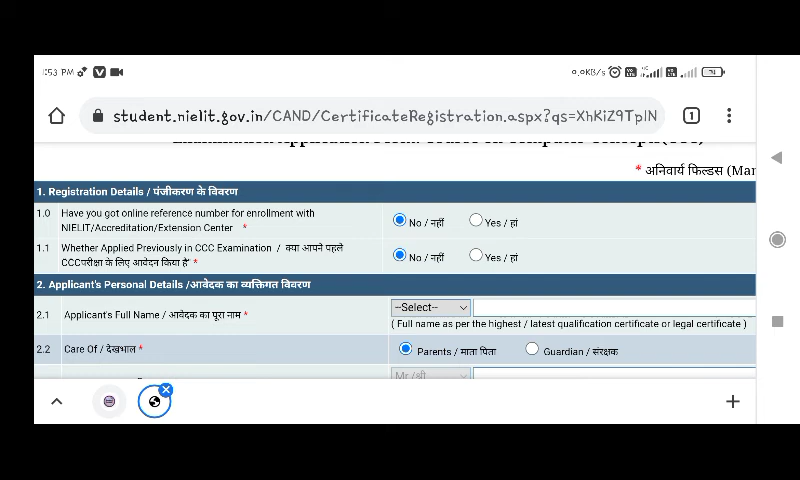 :53 PM
0.0KB/s
student.nielit.gov.in/CAND/CertificateRegistration.aspx?qs=XhKiZ9TpIN
1
* अनिवार्य फिल्डस (Mar
1. Registration Details / पंजीकरण के विवरण
1.0 Have you got online reference number for enrollment with
NIELIT/Accreditation/Extension Center *
No / नहीं Yes / हां
1.1 Whether Applied Previously in CCC Examination / क्या आपने पहले
CCCपरीक्षा के लिए आवेदन किया है *
No / नहीं Yes / हां
2. Applicant's Personal Details /आवेदक का व्यक्तिगत विवरण
2.1 Applicant's Full Name / आवेदक का पूरा नाम *
--Select--
( Full name as per the highest / latest qualification certificate or legal certificate )
2.2 Care Of / देखभाल *
Parents / माता पिता Guardian / संरक्षक
Mr /श्री